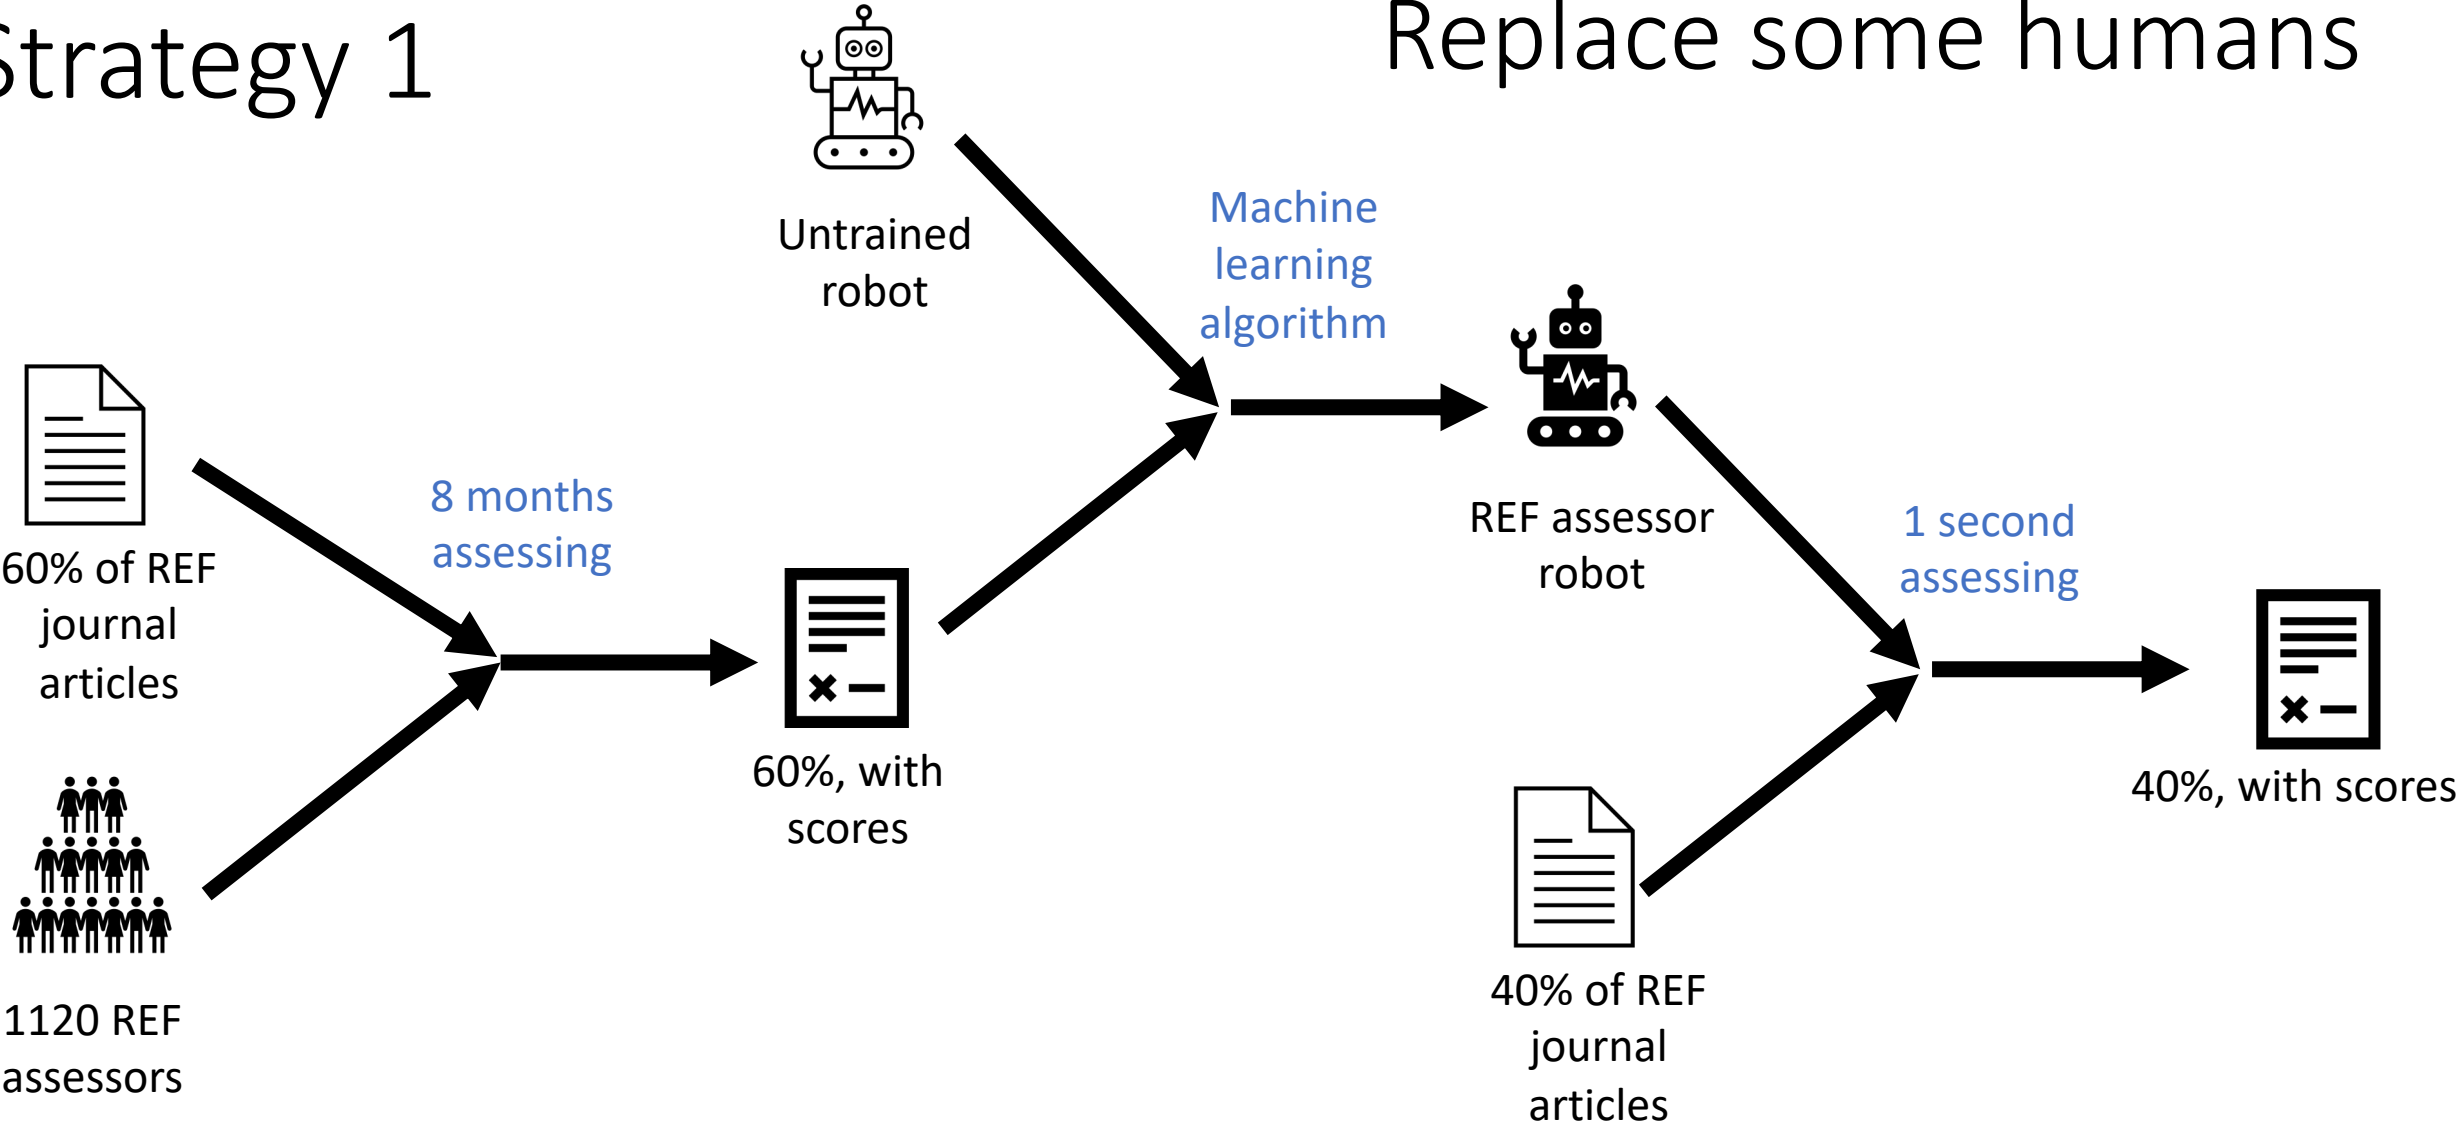 Strategy 1
Replace some humans
Untrained
robot
Machine
learning
algorithm
60% of REF
journal
articles
8 months
assessing
REF assessor
robot
1 second
assessing
60%, with
scores
40%, with scores
1120 REF
assessors
40% of REF
journal
articles